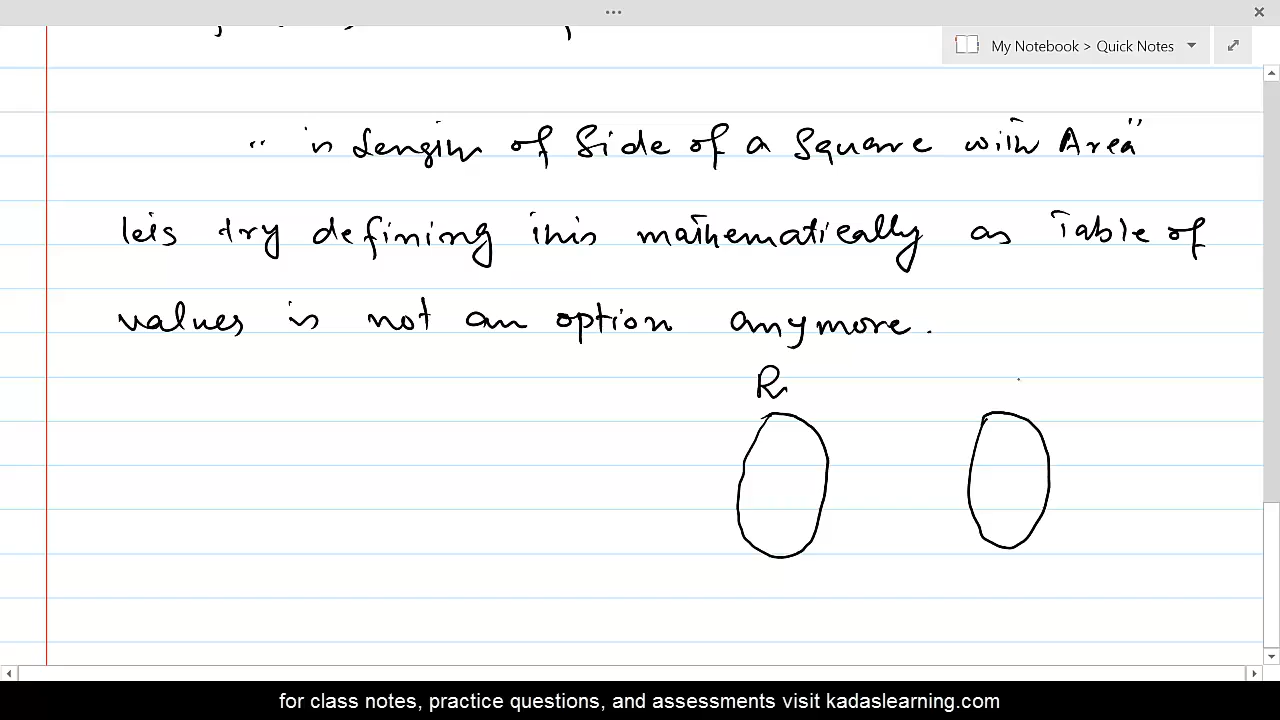 My Notebook > Quick Notes
" is Length of Side of a Square with Area"
lets try defining this mathematically as Table of
values is not an option anymore.
R
for class notes, practice questions, and assessments visit kadaslearning.com